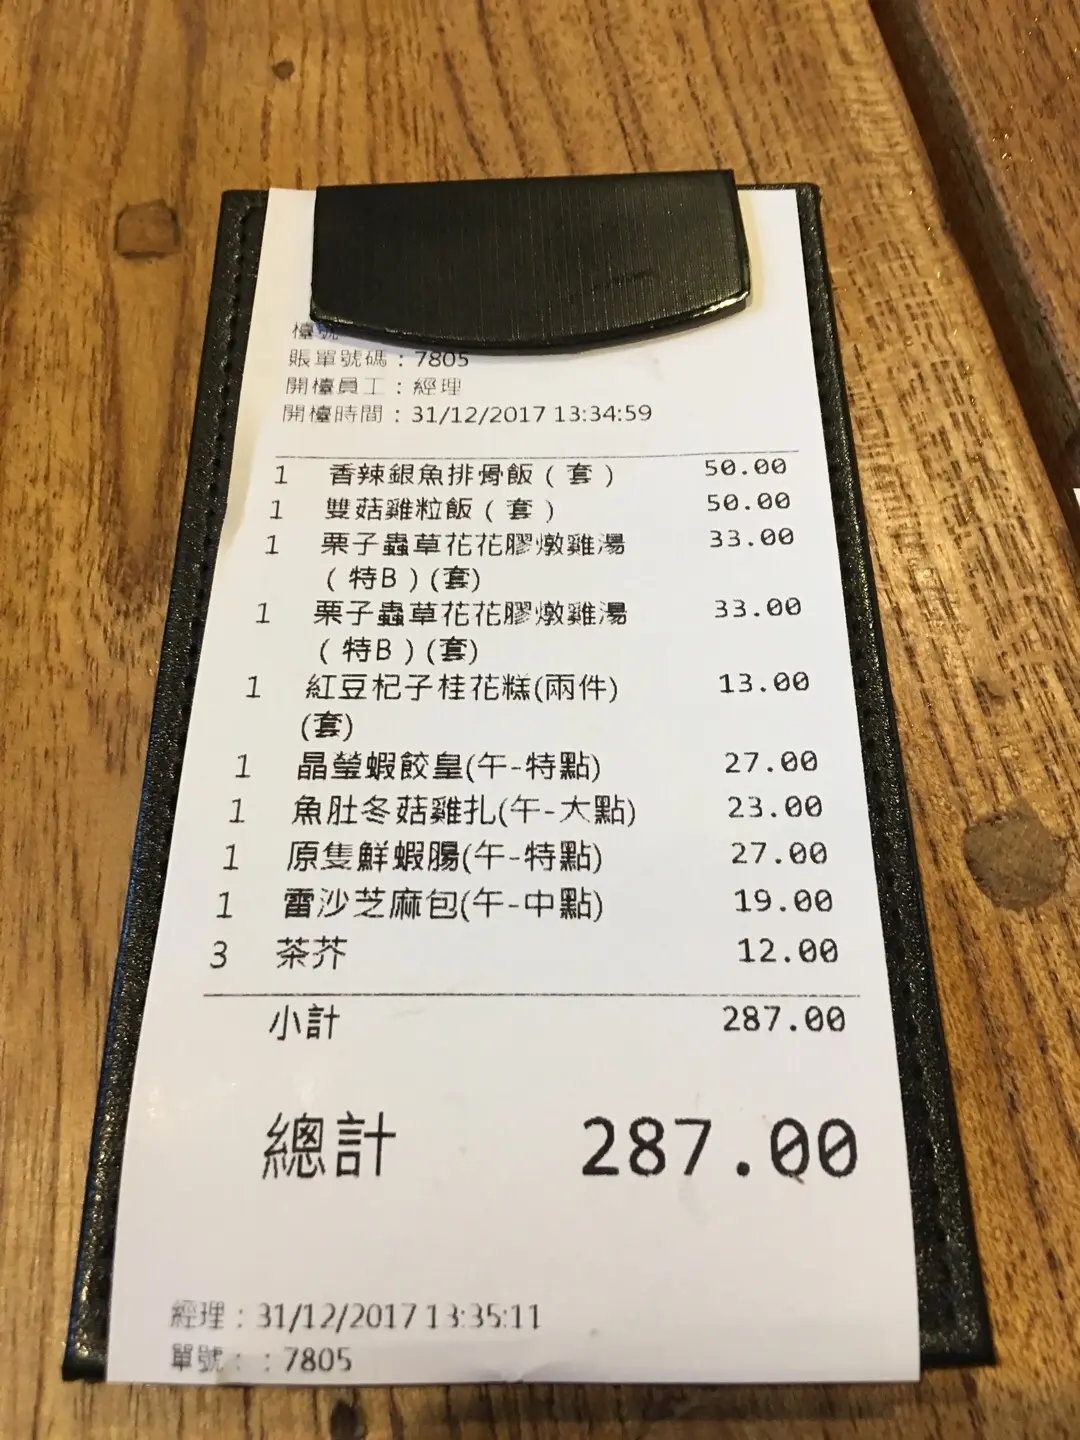 檯號
賬單號碼：7805
開檯員工：經理
開檯時間：31/12/2017 13:34:59
1 香辣銀魚排骨飯（套） 50.00
1 雙菇雞粒飯（套） 50.00
1 栗子蟲草花花膠燉雞湯 33.00
（特B）(套)
1 栗子蟲草花花膠燉雞湯 33.00
（特B）(套)
1 紅豆杞子桂花糕(兩件) 13.00
(套)
1 晶瑩蝦餃皇(午-特點) 27.00
1 魚肚冬菇雞扎(午-大點) 23.00
1 原隻鮮蝦腸(午-特點) 27.00
1 雷沙芝麻包(午-中點) 19.00
3 茶芥 12.00
小計 287.00
總計 287.00
經理：31/12/2017 13:35:11
單號：：7805